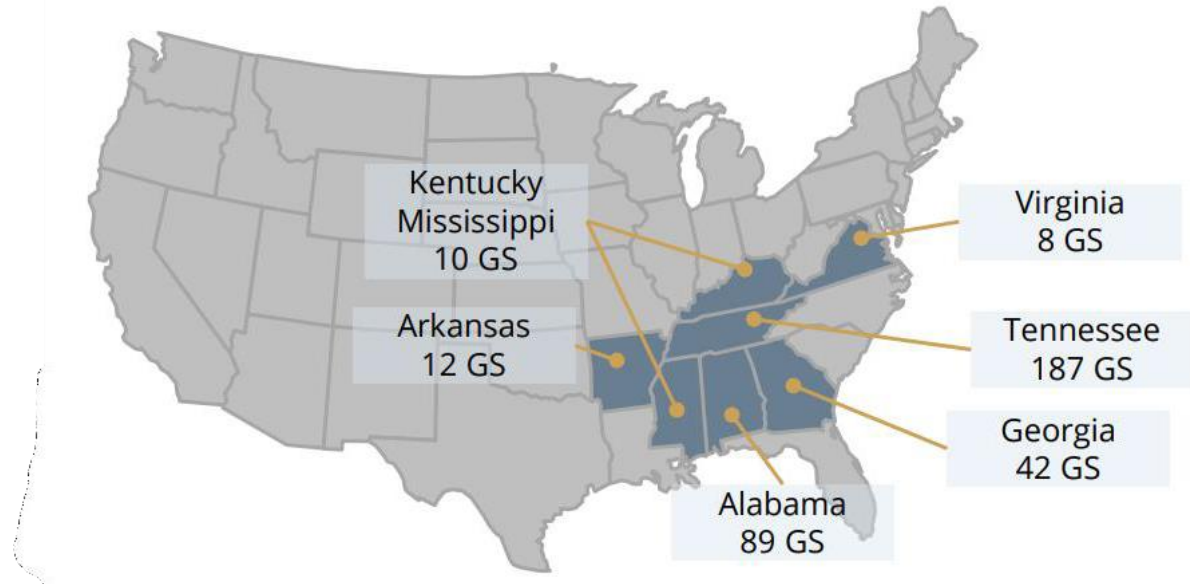 Kentucky
Mississippi
10 GS
Virginia
8 GS
Arkansas
12 GS
Tennessee
187 GS
Georgia
42 GS
Alabama
89 GS